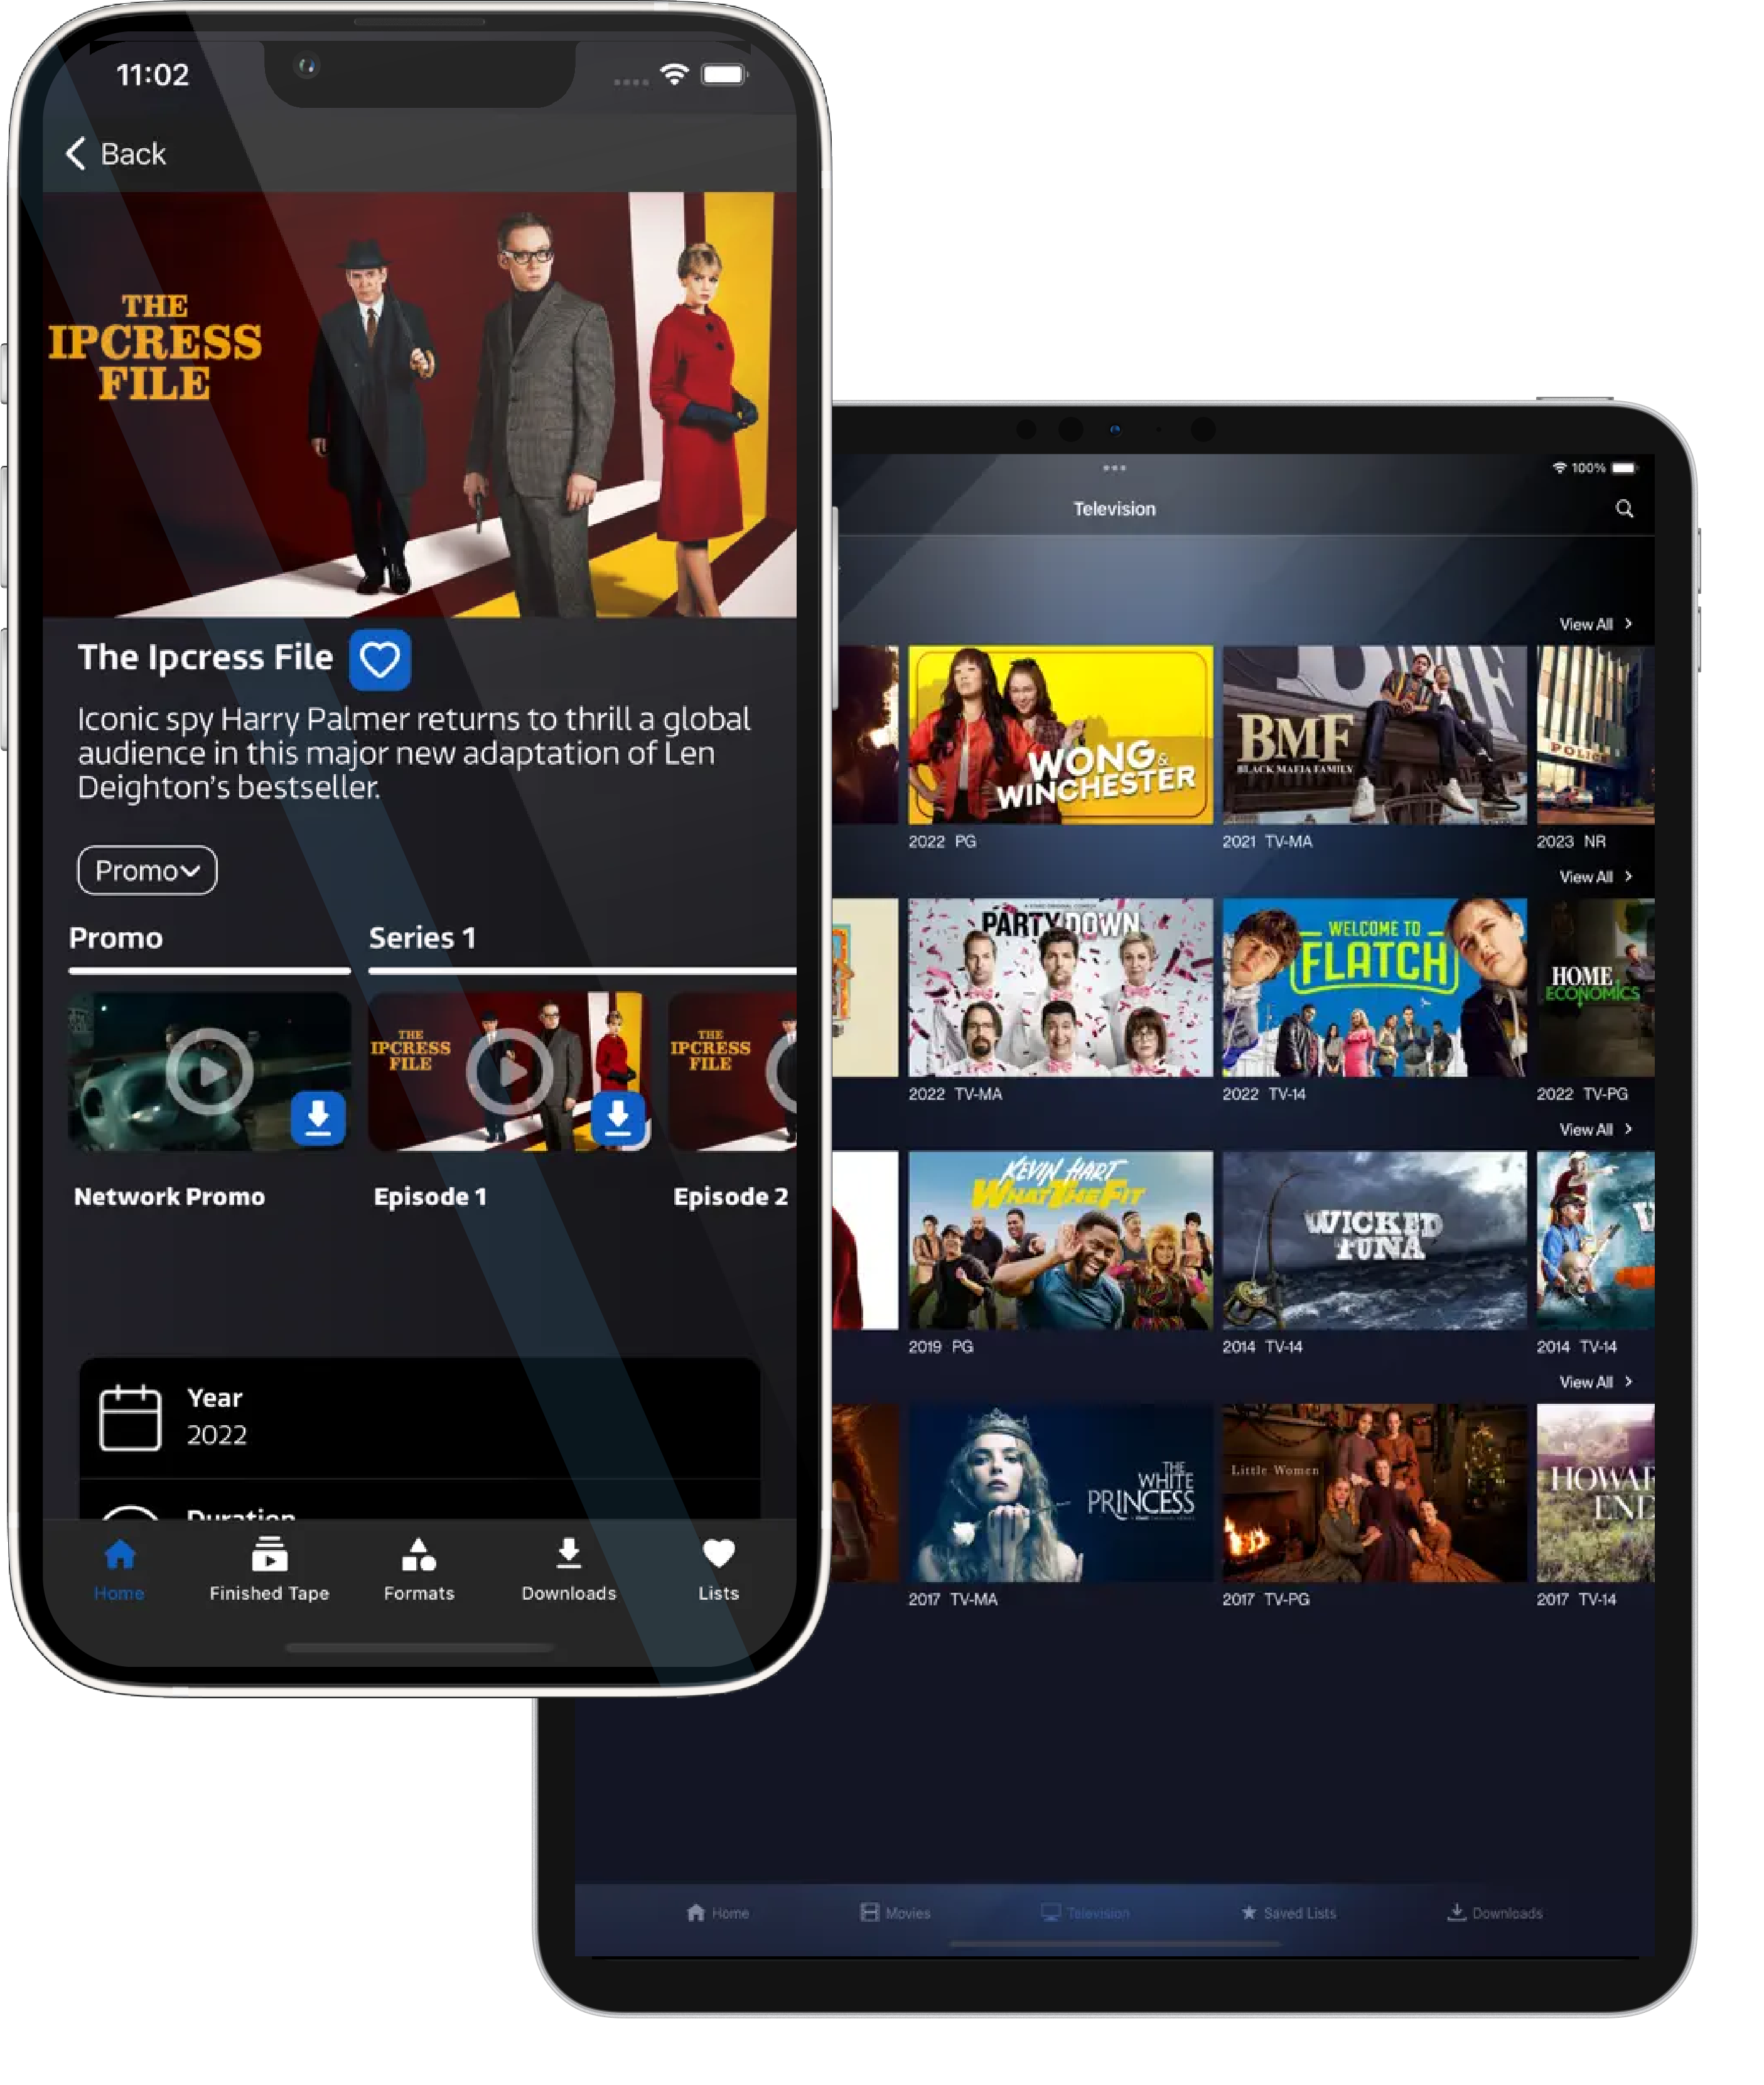 11:02
Back
THE
IPCRESS
FILE
The Ipcress File
Iconic spy Harry Palmer returns to thrill a global
audience in this major new adaptation of Len
Deighton's bestseller.
Promo
Promo
Series 1
THE
IPCRESS
FILE
THE
IPCRESS
FILE
Network Promo
Episode 1
Episode 2
Year
2022
Duration
Home
Finished Tape
Formats
Downloads
Lists
100%
Television
View All
WONG &
WINCHESTER
BMF
BMF
BLACK MAFIA FAMILY
POLICE
2022 PG
2021 TV-MA
2023 NR
View All
PARTY DOWN
WELCOME TO
FLATCH
HOME
ECONOMICS
2022 TV-MA
2022 TV-14
2022 TV-PG
View All
KEVIN HART
WHAT THE FIT
WICKED
TUNA
W
2019 PG
2014 TV-14
2014 TV-14
View All
THE
WHITE
PRINCESS
Little Women
HOWAR
END
2017 TV-MA
2017 TV-PG
2017 TV-14
Home
Movies
Television
Saved Lists
Downloads